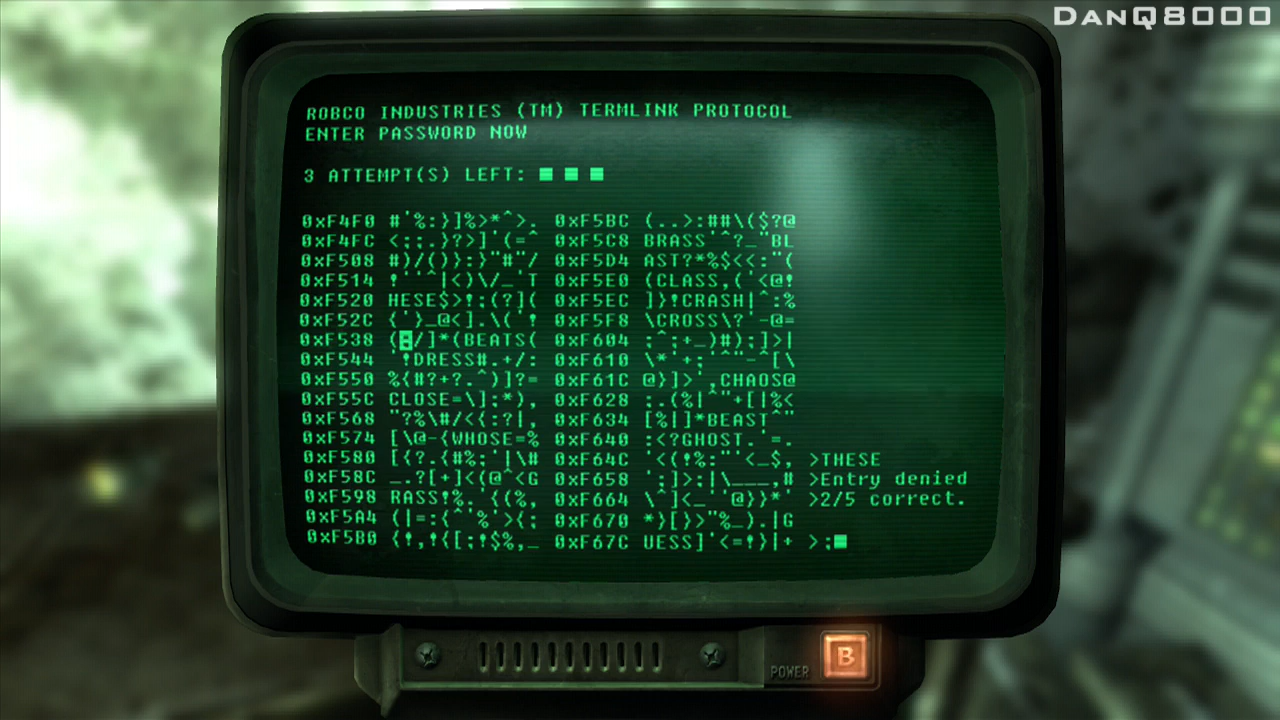 DanQ8000
ROBCO INDUSTRIES (TM) TERMLINK PROTOCOL
ENTER PASSWORD NOW
3 ATTEMPT(S) LEFT: ■ ■ ■
0xF4F0 #'%:}]%>*^>. 0xF5BC (..>:##\($?@
0xF4FC <;;.}?>]'(=^ 0xF5C8 BRASS'^?_"BL
0xF508 #}/()}:}"#"/ 0xF5D4 AST?*%$<<:"(
0xF514 !''^|<)\/_'T 0xF5E0 (CLASS,('<@!
0xF520 HESE$>!:(?]( 0xF5EC ]}!CRASH|^:%
0xF52C {'}_@<].\('! 0xF5F8 \CROSS\?'-@=
0xF538 (:/]*(BEATS( 0xF604 ;^;+_)#);]>|
0xF544 '!DRESS#.+/: 0xF610 \*'+;'^"-^[\
0xF550 %{#?+?.^)]?= 0xF61C @}]>',CHAOS@
0xF55C CLOSE=\]:*), 0xF628 :.(%|^"+[|%<
0xF568 "?%\#/<{:?|, 0xF634 [%|]*BEAST^"
0xF574 [\@-{WHOSE=% 0xF640 :<?GHOST.'=.
0xF580 [{?.{#%;'|\# 0xF64C '<(!%:"'<_$, >THESE
0xF58C _.?[+]<(@^<G 0xF658 ';]>:|\___,# >Entry denied
0xF598 RASS!%.'{(%, 0xF664 \^]<_''@}}*' >2/5 correct.
0xF5A4 (|=:{^'%'>{; 0xF670 *}[}>"%_).|G
0xF5B0 {!,!{[;!$%,_ 0xF67C UESS]'<=!}|+ >:■
POWER
B